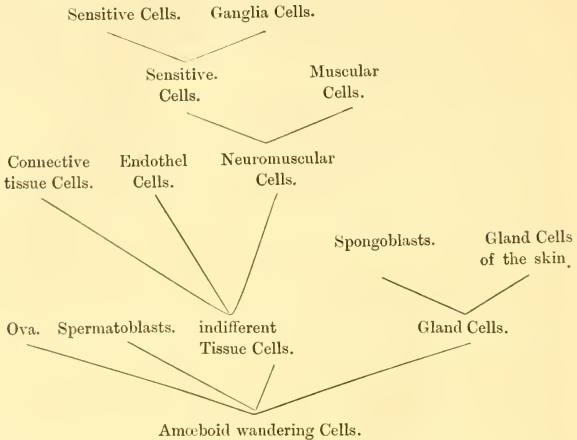 Sensitive Cells. Ganglia Cells.
Sensitive.
Cells.
Muscular
Cells.
Connective
tissue Cells.
Endothel
Cells.
Neuromuscular
Cells.
Spongoblasts.
Gland Cells
of the skin.
Ova. Spermatoblasts.
indifferent
Tissue Cells.
Gland Cells.
Amœboid wandering Cells.